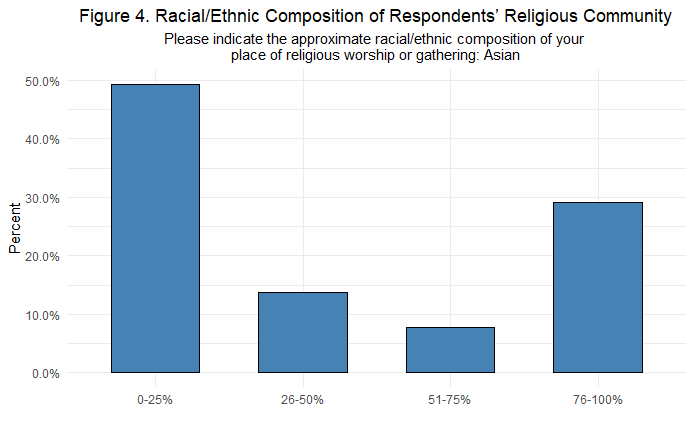 Figure 4. Racial/Ethnic Composition of Respondents’ Religious Community
Please indicate the approximate racial/ethnic composition of your
place of religious worship or gathering: Asian
50.0%
40.0%
30.0%
20.0%
10.0%
0.0%
Percent
0-25%
26-50%
51-75%
76-100%